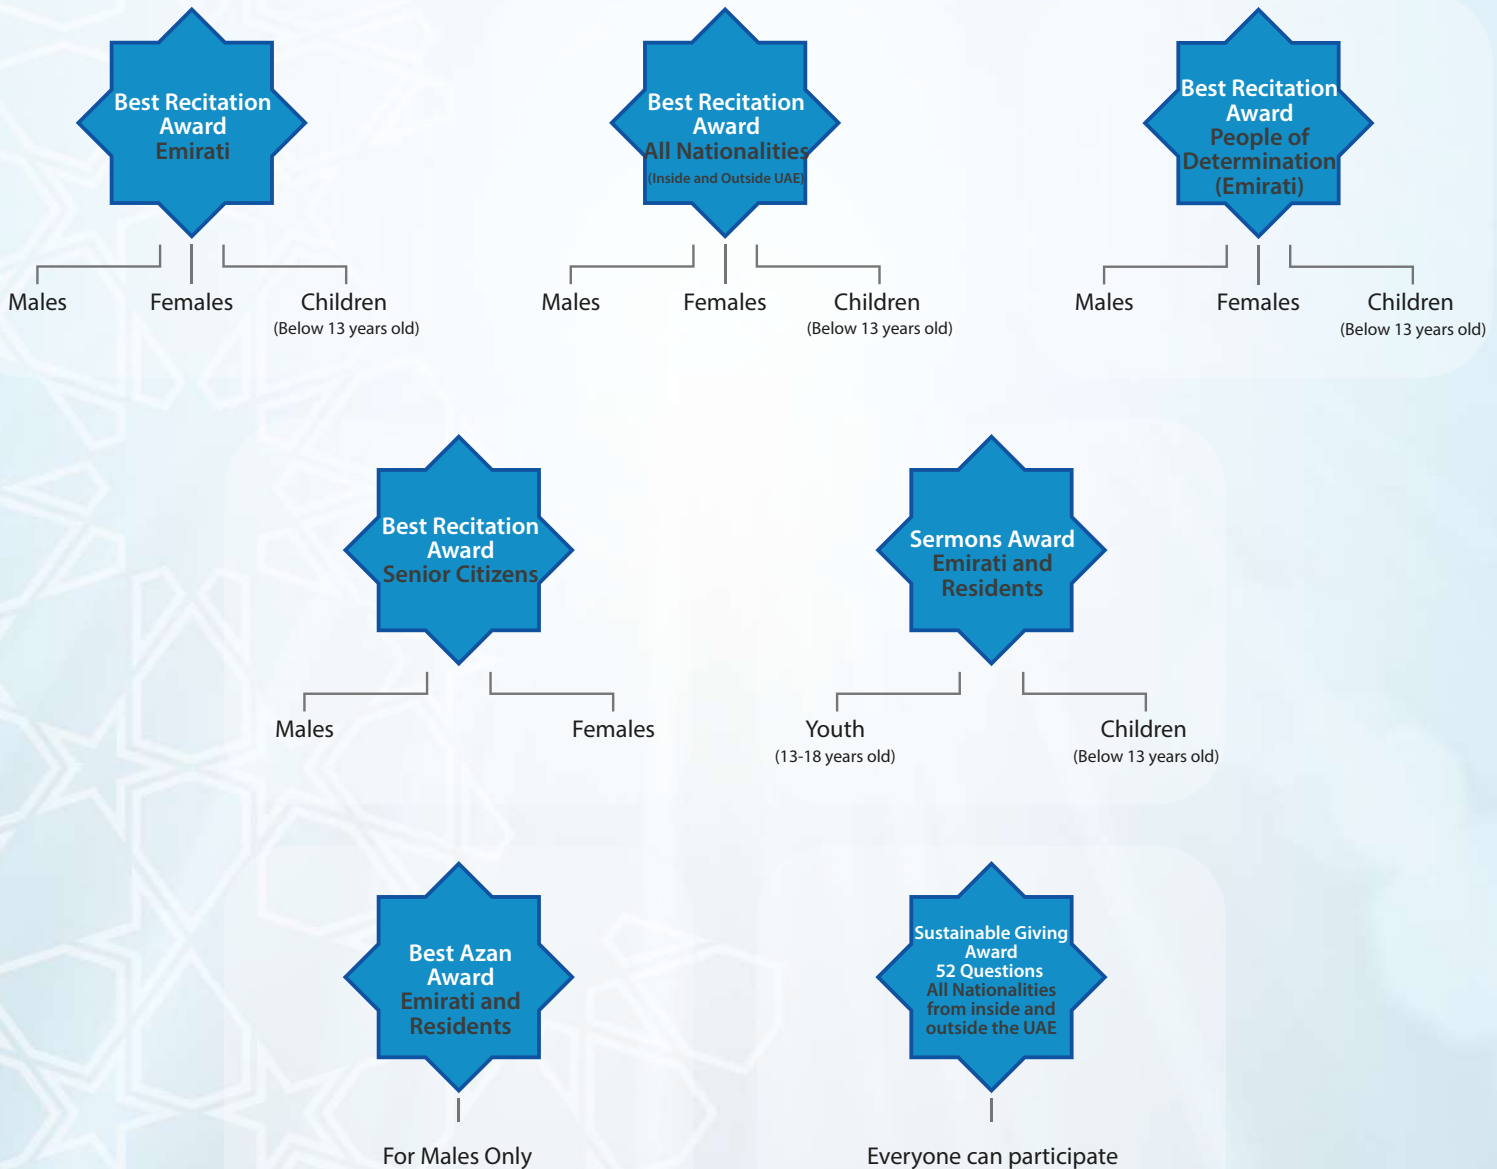 Best Recitation
Award
Emirati
Males
Females
Children
(Below 13 years old)
Best Recitation
Award
All Nationalities
(Inside and Outside UAE)
Males
Females
Children
(Below 13 years old)
Best Recitation
Award
People of
Determination
(Emirati)
Males
Females
Children
(Below 13 years old)
Best Recitation
Award
Senior Citizens
Males
Females
Sermons Award
Emirati and
Residents
Youth
(13-18 years old)
Children
(Below 13 years old)
Best Azan
Award
Emirati and
Residents
For Males Only
Sustainable Giving
Award
52 Questions
All Nationalities
from inside and
outside the UAE
Everyone can participate